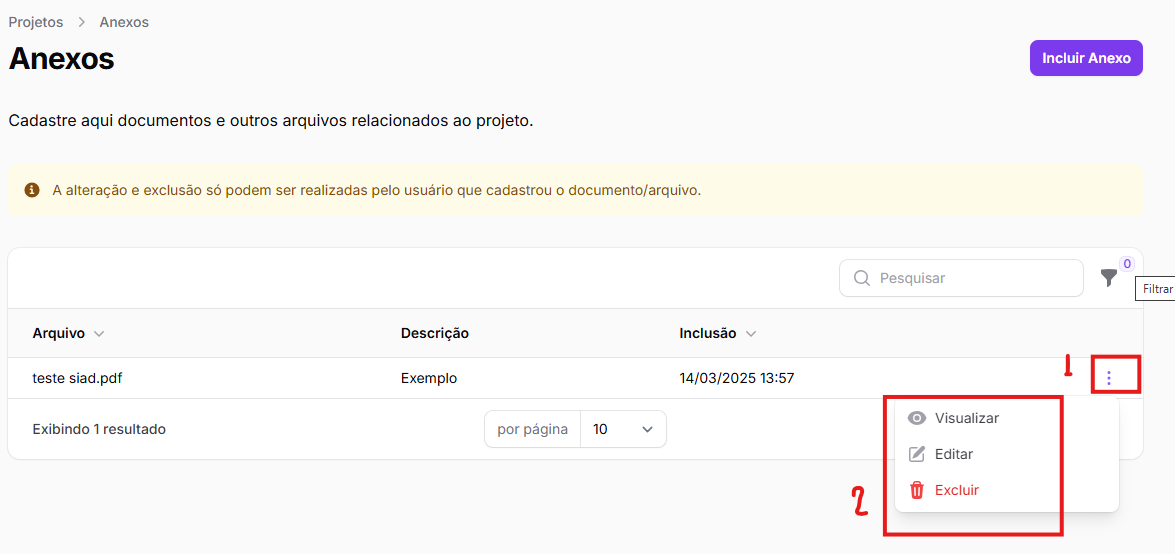 Projetos > Anexos
Anexos
Incluir Anexo
Cadastre aqui documentos e outros arquivos relacionados ao projeto.
A alteração e exclusão só podem ser realizadas pelo usuário que cadastrou o documento/arquivo.
Pesquisar
0
Filtrar
Arquivo Descrição Inclusão
teste siad.pdf Exemplo 14/03/2025 13:57
1
Exibindo 1 resultado por página 10
2
Visualizar
Editar
Excluir